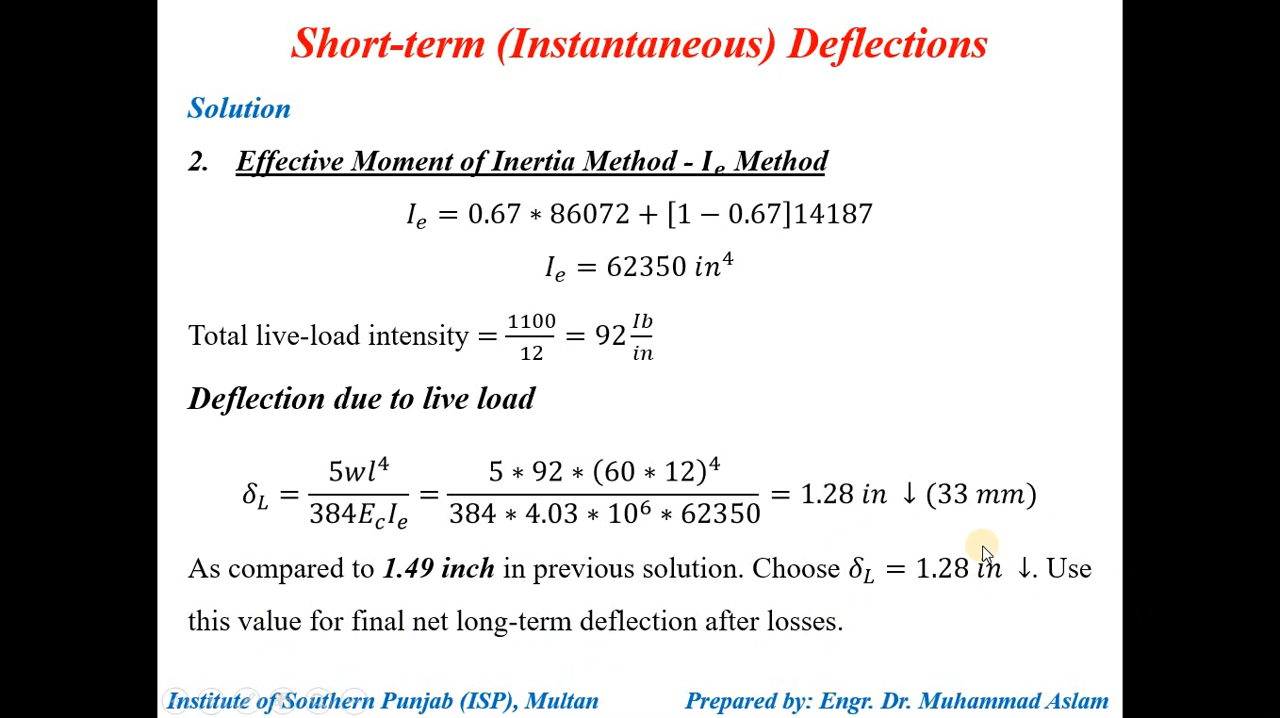 Short-term (Instantaneous) Deflections
Solution
2. Effective Moment of Inertia Method - Iₑ Method
Iₑ = 0.67 ∗ 86072 + [1 − 0.67]14187
Iₑ = 62350 in⁴
Total live-load intensity = 1100/12 = 92 Ib/in
Deflection due to live load
δ_L = 5wl⁴/384E_cIₑ = 5 ∗ 92 ∗ (60 ∗ 12)⁴/384 ∗ 4.03 ∗ 10⁶ ∗ 62350 = 1.28 in ↓ (33 mm)
As compared to 1.49 inch in previous solution. Choose δ_L = 1.28 in ↓. Use
this value for final net long-term deflection after losses.
Institute of Southern Punjab (ISP), Multan
Prepared by: Engr. Dr. Muhammad Aslam